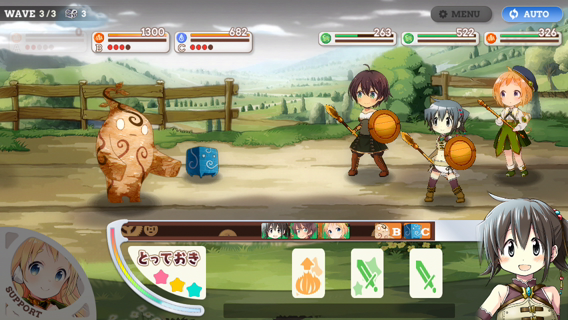 WAVE 3/3 3
MENU
AUTO
1300
B
682
C
263
522
326
B C
とっておき
SUPPORT